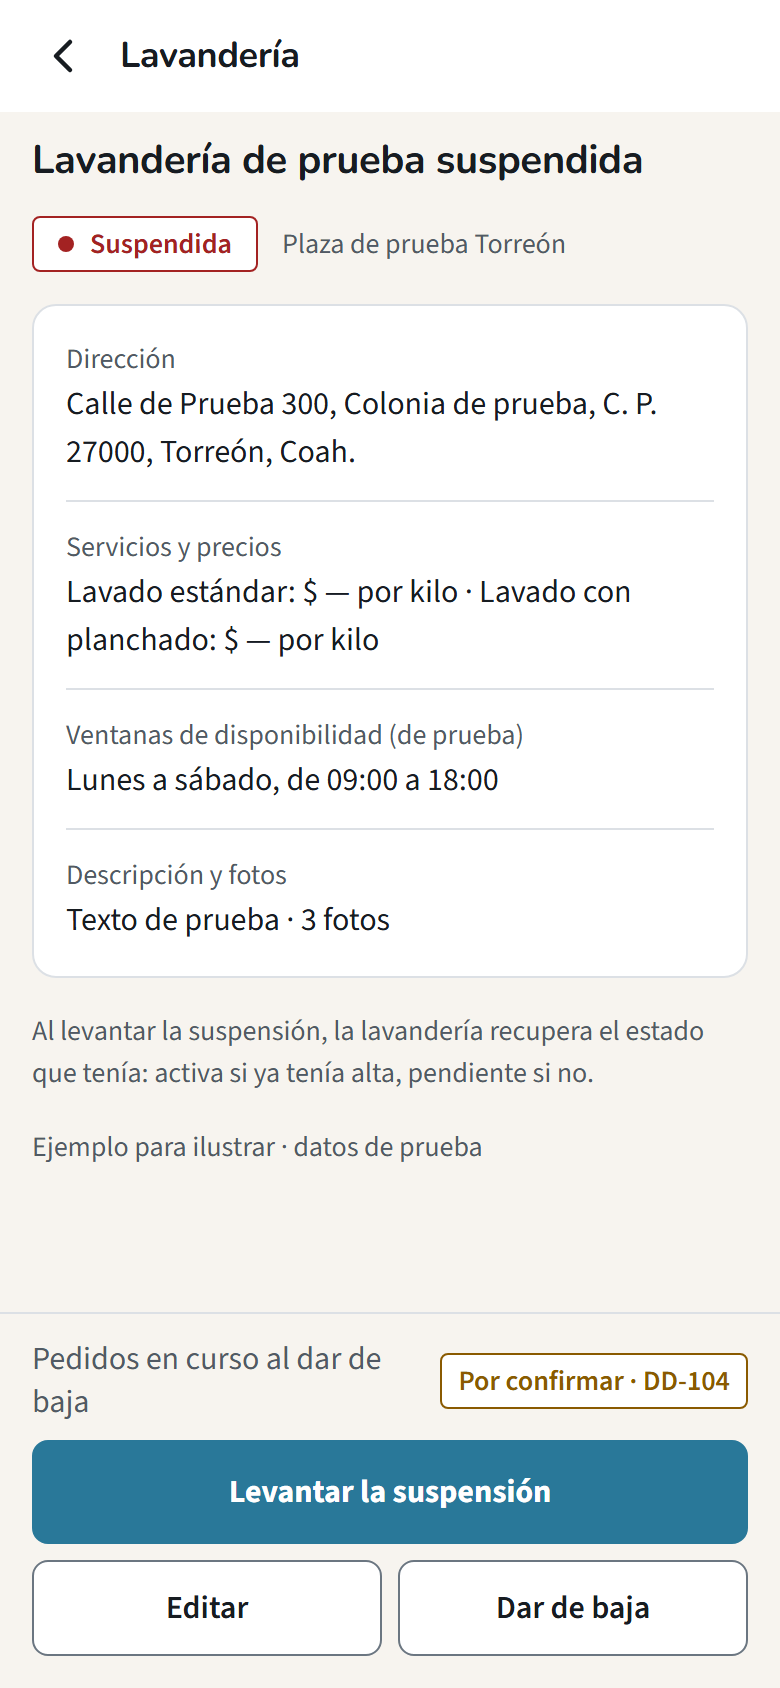 Lavandería
Lavandería de prueba suspendida
Suspendida
Plaza de prueba Torreón
Dirección
Calle de Prueba 300, Colonia de prueba, C. P.
27000, Torreón, Coah.
Servicios y precios
Lavado estándar: $ — por kilo · Lavado con
planchado: $ — por kilo
Ventanas de disponibilidad (de prueba)
Lunes a sábado, de 09:00 a 18:00
Descripción y fotos
Texto de prueba · 3 fotos
Al levantar la suspensión, la lavandería recupera el estado
que tenía: activa si ya tenía alta, pendiente si no.
Ejemplo para ilustrar · datos de prueba
Pedidos en curso al dar de
baja
Por confirmar · DD-104
Levantar la suspensión
Editar
Dar de baja